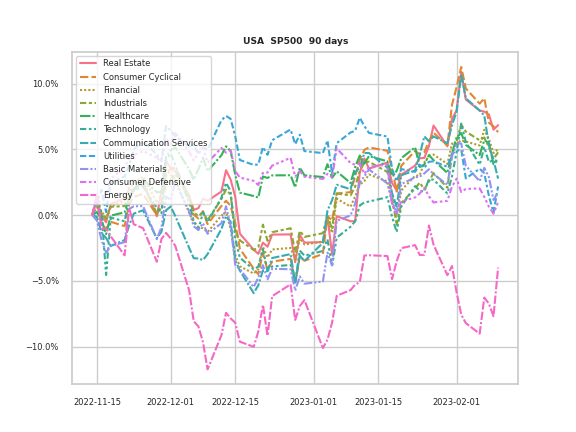 USA  SP500  90 days
Real Estate
Consumer Cyclical
Financial
Industrials
Healthcare
Technology
Communication Services
Utilities
Basic Materials
Consumer Defensive
Energy
10.0%
5.0%
0.0%
−5.0%
−10.0%
2022-11-15
2022-12-01
2022-12-15
2023-01-01
2023-01-15
2023-02-01